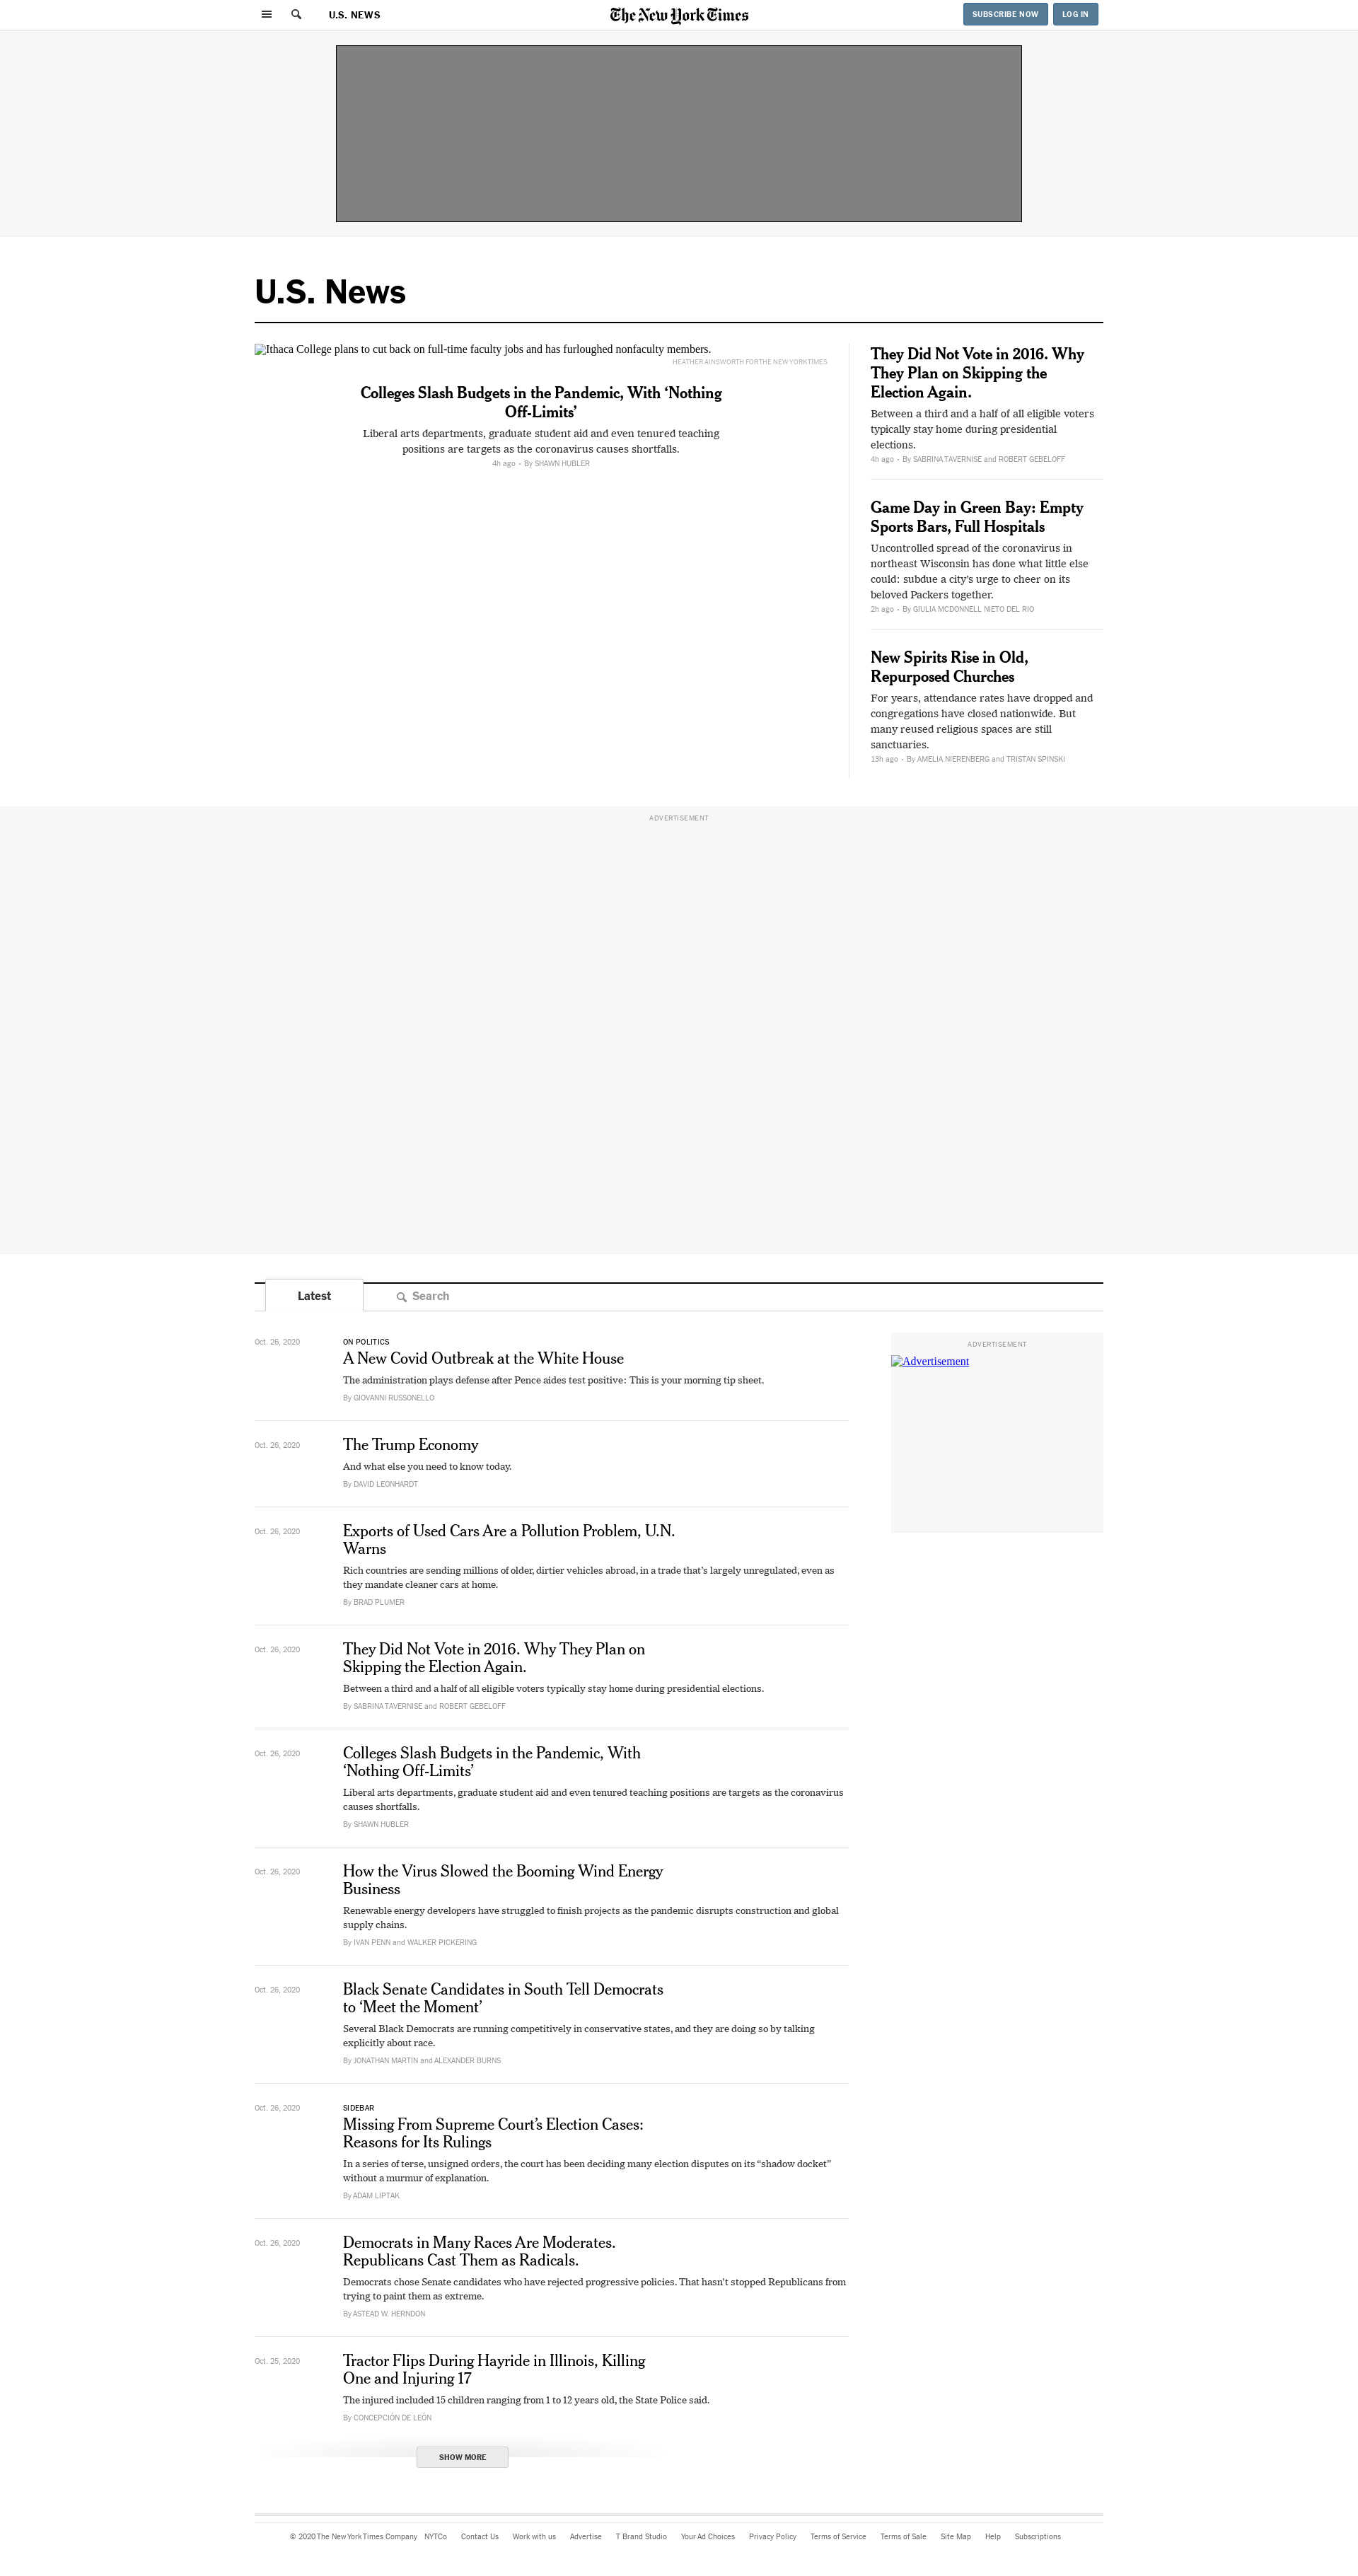 U.S. NEWS
The New York Times
SUBSCRIBE NOW
LOG IN
U.S. News
Ithaca College plans to cut back on full-time faculty jobs and has furloughed nonfaculty members.
HEATHER AINSWORTH FOR THE NEW YORK TIMES
Colleges Slash Budgets in the Pandemic, With ‘Nothing
Off-Limits’
Liberal arts departments, graduate student aid and even tenured teaching
positions are targets as the coronavirus causes shortfalls.
4h ago • By SHAWN HUBLER
They Did Not Vote in 2016. Why
They Plan on Skipping the
Election Again.
Between a third and a half of all eligible voters
typically stay home during presidential
elections.
4h ago • By SABRINA TAVERNISE and ROBERT GEBELOFF
Game Day in Green Bay: Empty
Sports Bars, Full Hospitals
Uncontrolled spread of the coronavirus in
northeast Wisconsin has done what little else
could: subdue a city’s urge to cheer on its
beloved Packers together.
2h ago • By GIULIA MCDONNELL NIETO DEL RIO
New Spirits Rise in Old,
Repurposed Churches
For years, attendance rates have dropped and
congregations have closed nationwide. But
many reused religious spaces are still
sanctuaries.
13h ago • By AMELIA NIERENBERG and TRISTAN SPINSKI
ADVERTISEMENT
Latest
Search
Oct. 26, 2020
ON POLITICS
A New Covid Outbreak at the White House
The administration plays defense after Pence aides test positive: This is your morning tip sheet.
By GIOVANNI RUSSONELLO
ADVERTISEMENT
Advertisement
Oct. 26, 2020
The Trump Economy
And what else you need to know today.
By DAVID LEONHARDT
Oct. 26, 2020
Exports of Used Cars Are a Pollution Problem, U.N.
Warns
Rich countries are sending millions of older, dirtier vehicles abroad, in a trade that’s largely unregulated, even as
they mandate cleaner cars at home.
By BRAD PLUMER
Oct. 26, 2020
They Did Not Vote in 2016. Why They Plan on
Skipping the Election Again.
Between a third and a half of all eligible voters typically stay home during presidential elections.
By SABRINA TAVERNISE and ROBERT GEBELOFF
Oct. 26, 2020
Colleges Slash Budgets in the Pandemic, With
‘Nothing Off-Limits’
Liberal arts departments, graduate student aid and even tenured teaching positions are targets as the coronavirus
causes shortfalls.
By SHAWN HUBLER
Oct. 26, 2020
How the Virus Slowed the Booming Wind Energy
Business
Renewable energy developers have struggled to finish projects as the pandemic disrupts construction and global
supply chains.
By IVAN PENN and WALKER PICKERING
Oct. 26, 2020
Black Senate Candidates in South Tell Democrats
to ‘Meet the Moment’
Several Black Democrats are running competitively in conservative states, and they are doing so by talking
explicitly about race.
By JONATHAN MARTIN and ALEXANDER BURNS
Oct. 26, 2020
SIDEBAR
Missing From Supreme Court’s Election Cases:
Reasons for Its Rulings
In a series of terse, unsigned orders, the court has been deciding many election disputes on its “shadow docket”
without a murmur of explanation.
By ADAM LIPTAK
Oct. 26, 2020
Democrats in Many Races Are Moderates.
Republicans Cast Them as Radicals.
Democrats chose Senate candidates who have rejected progressive policies. That hasn’t stopped Republicans from
trying to paint them as extreme.
By ASTEAD W. HERNDON
Oct. 25, 2020
Tractor Flips During Hayride in Illinois, Killing
One and Injuring 17
The injured included 15 children ranging from 1 to 12 years old, the State Police said.
By CONCEPCIÓN DE LEÓN
SHOW MORE
© 2020 The New York Times Company NYTCo Contact Us Work with us Advertise T Brand Studio Your Ad Choices Privacy Policy Terms of Service Terms of Sale Site Map Help Subscriptions